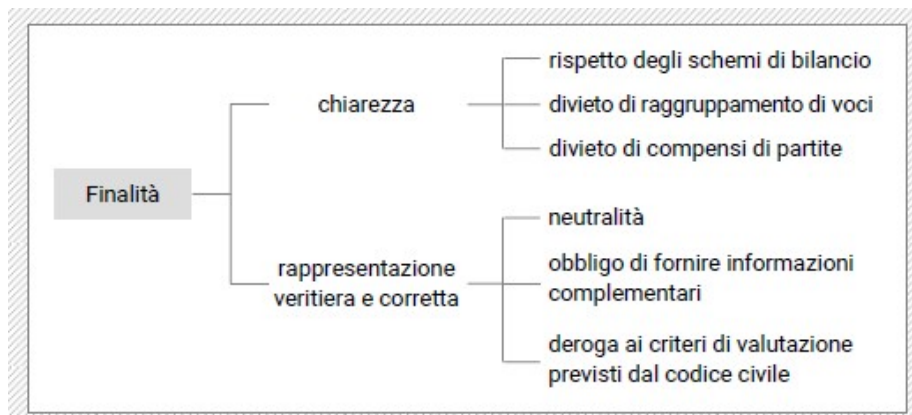 Finalità
chiarezza
rispetto degli schemi di bilancio
divieto di raggruppamento di voci
divieto di compensi di partite
rappresentazione
veritiera e corretta
neutralità
obbligo di fornire informazioni
complementari
deroga ai criteri di valutazione
previsti dal codice civile